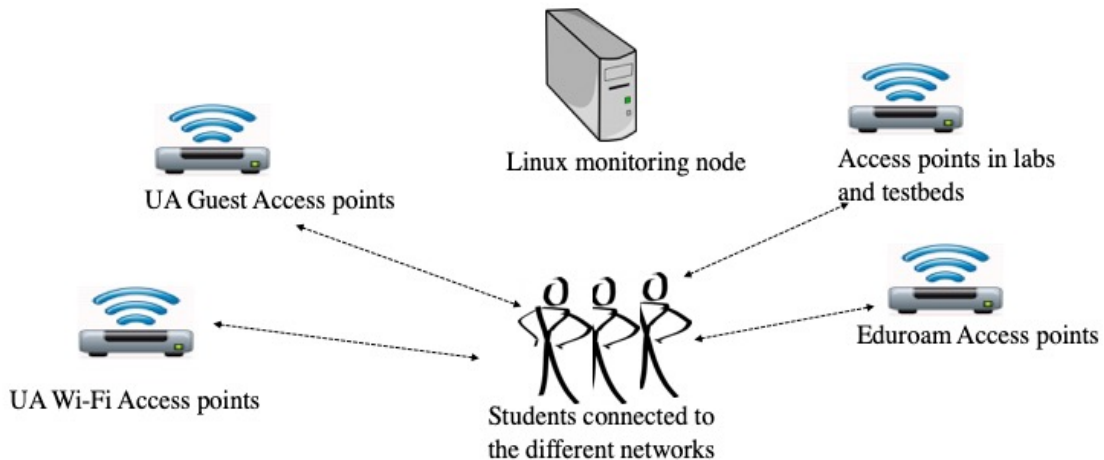 Linux monitoring node
Access points in labs
and testbeds
UA Guest Access points
Eduroam Access points
UA Wi-Fi Access points
Students connected to
the different networks